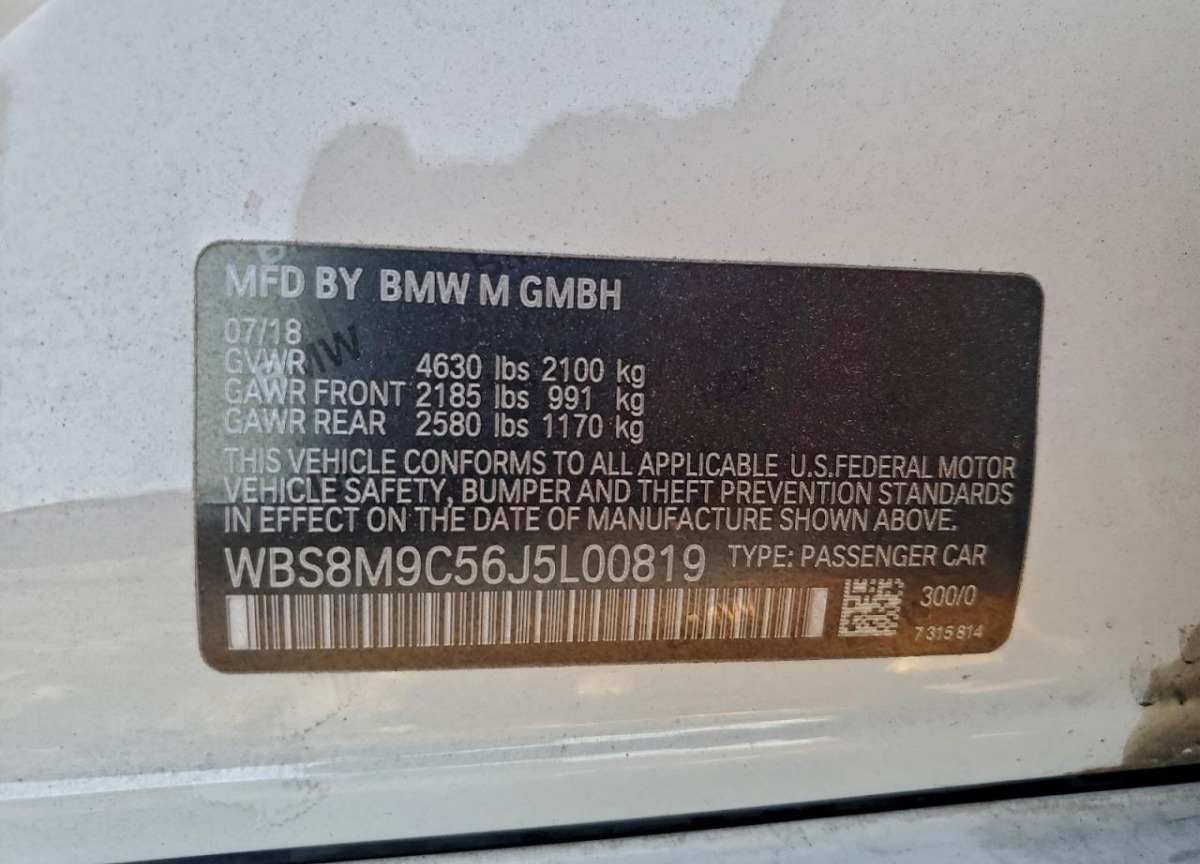 MFD BY BMW M GMBH
07/18
GVWR 4630 lbs 2100 kg
GAWR FRONT 2185 lbs 991 kg
GAWR REAR 2580 lbs 1170 kg
THIS VEHICLE CONFORMS TO ALL APPLICABLE U.S.FEDERAL MOTOR
VEHICLE SAFETY, BUMPER AND THEFT PREVENTION STANDARDS
IN EFFECT ON THE DATE OF MANUFACTURE SHOWN ABOVE.
WBS8M9C56J5L00819 TYPE: PASSENGER CAR
300/0
7 315 814